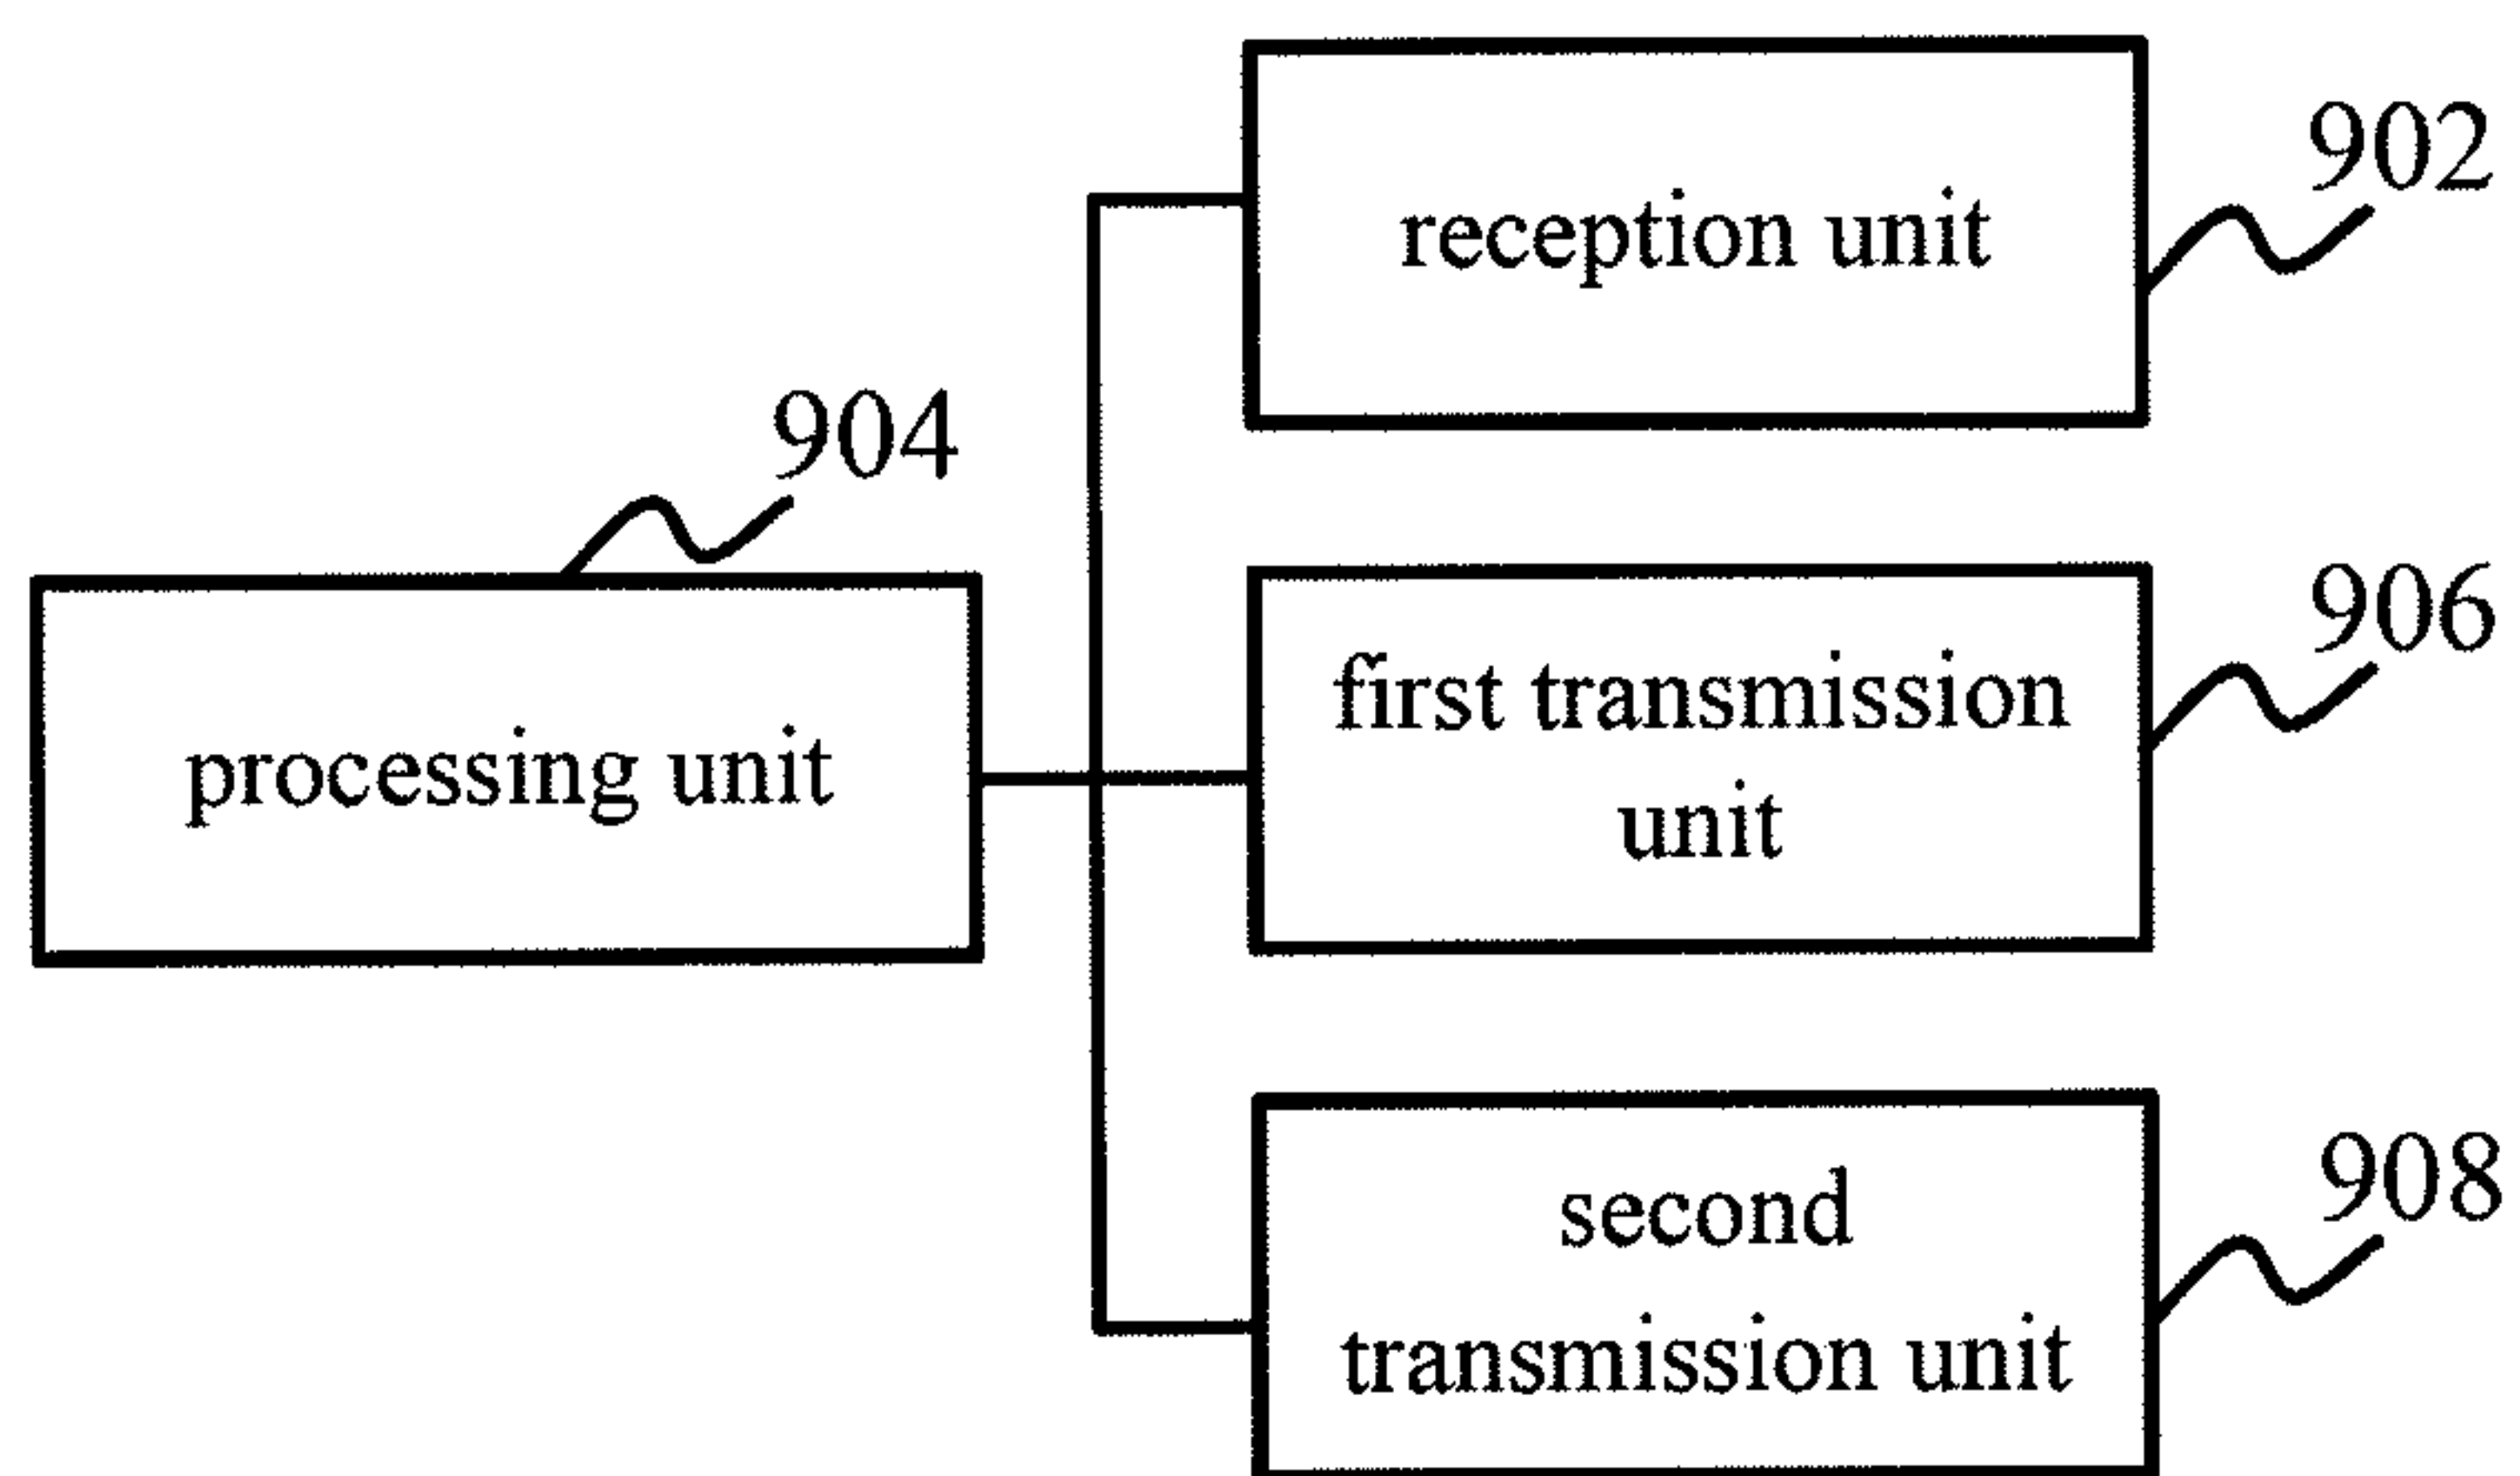 902
reception unit
904
processing unit
906
first transmission
unit
908
second
transmission unit